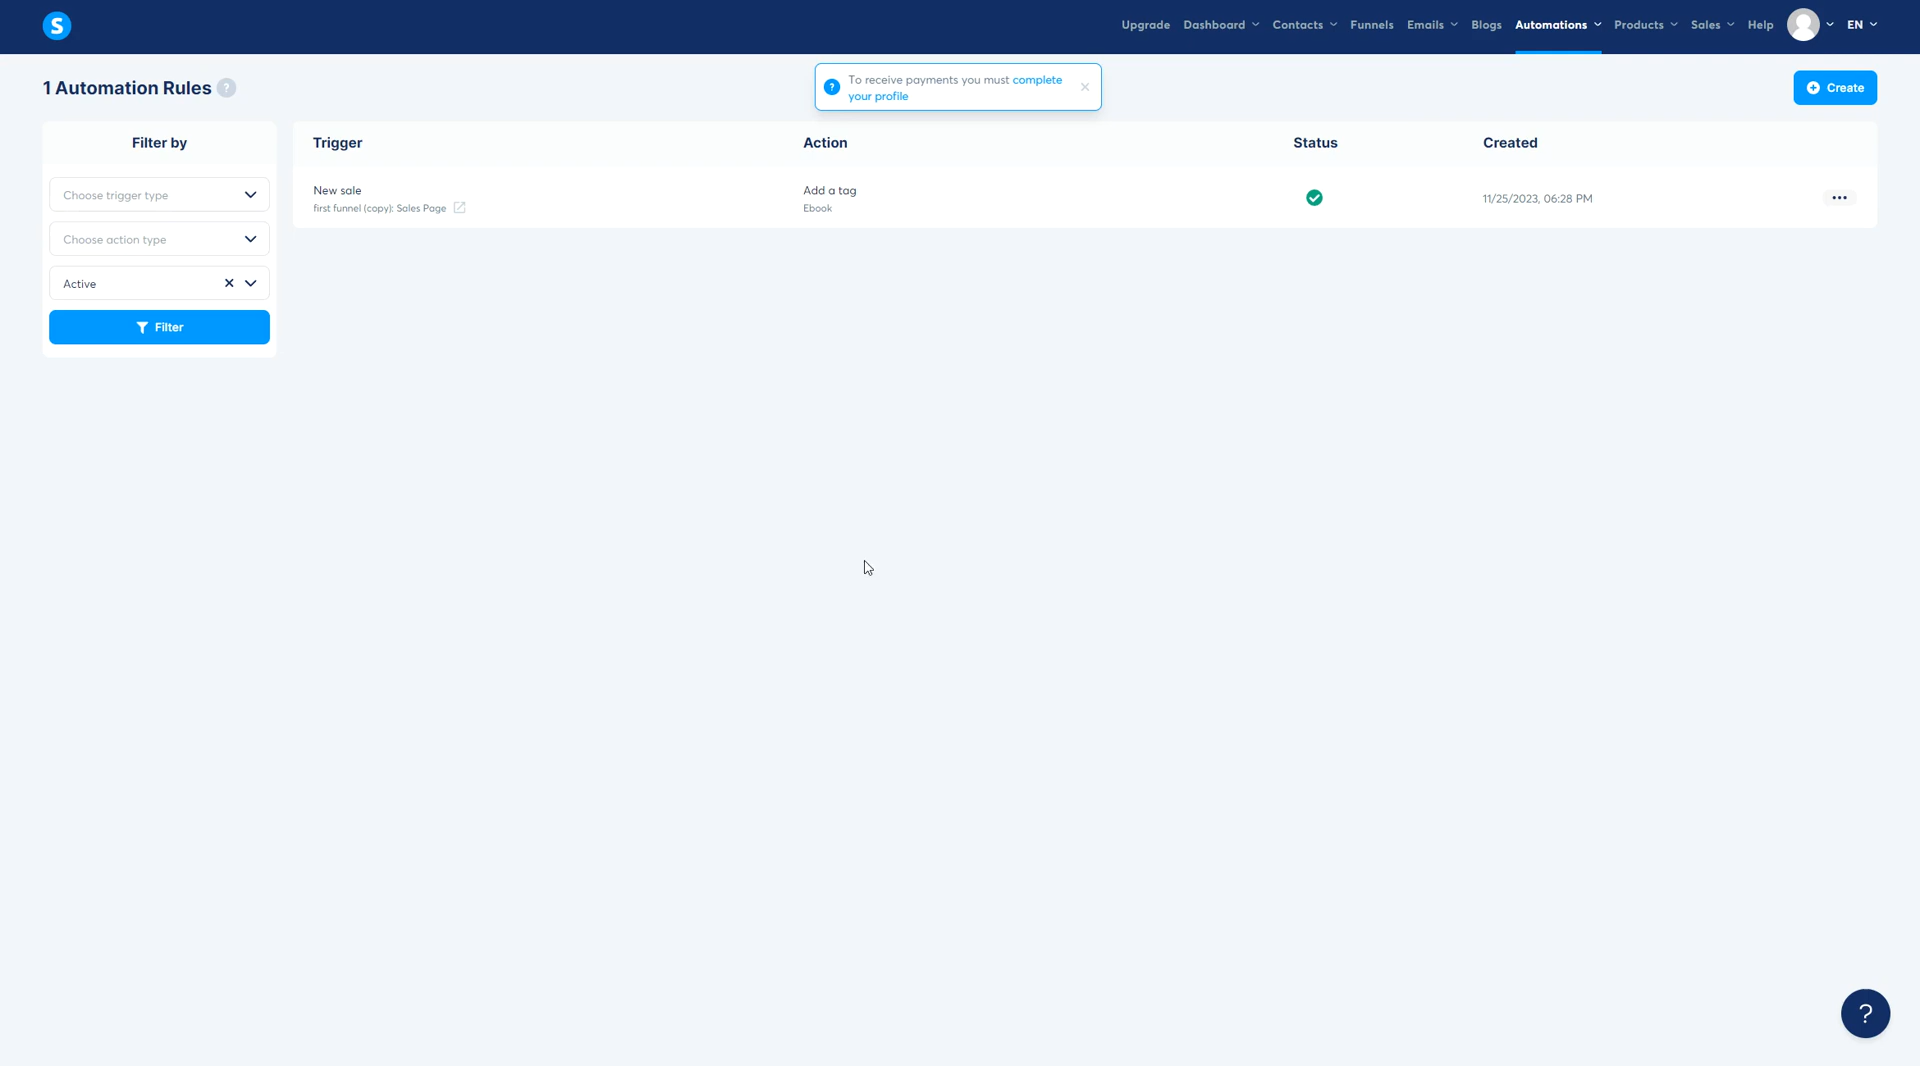 S
Upgrade Dashboard Contacts Funnels Emails Blogs Automations Products Sales Help EN
1 Automation Rules ?
? To receive payments you must complete
your profile
Create
Filter by
Choose trigger type
Choose action type
Active
Filter
Trigger Action Status Created
New sale Add a tag
first funnel (copy): Sales Page Ebook
11/25/2023, 06:28 PM
?